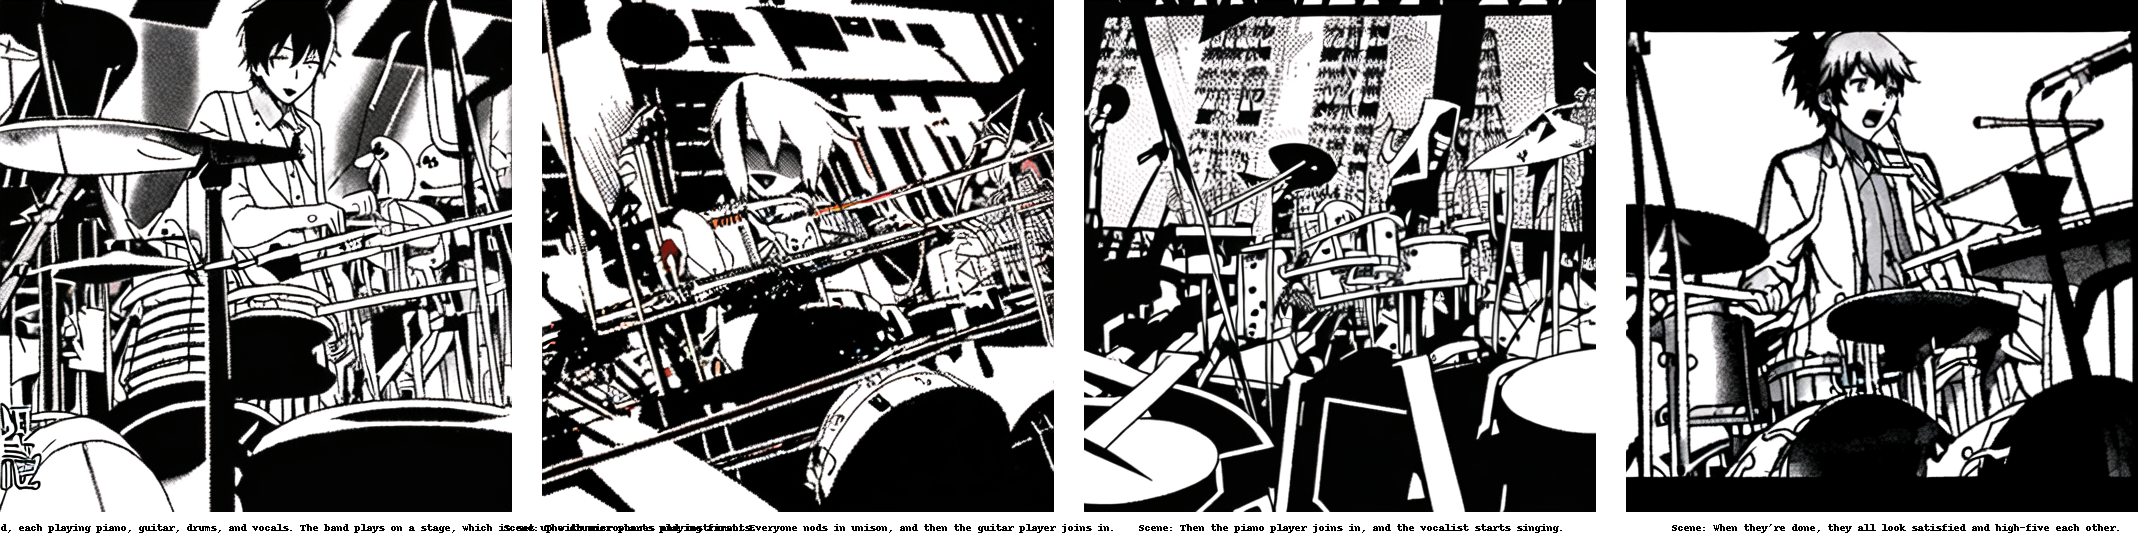 d, each playing piano, guitar, drums, and vocals. The band plays on a stage, which
Everyone nods in unison, and then the guitar player joins in.
Scene: Then the piano player joins in, and the vocalist starts singing.
Scene: When they're done, they all look satisfied and high-five each other.